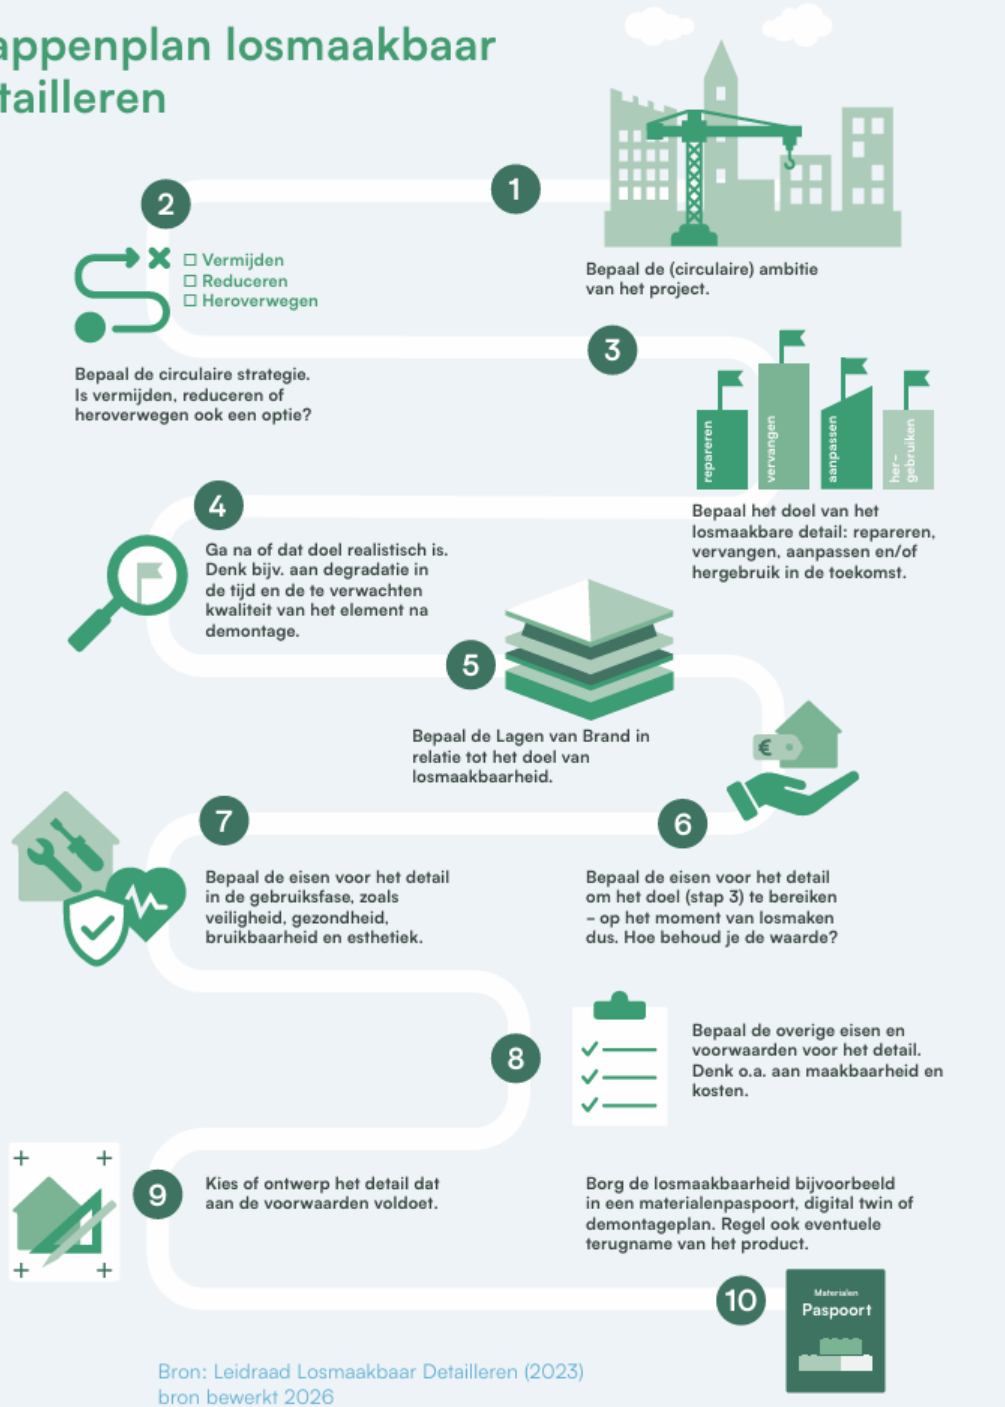 appenplan losmaakbaar
tailleren
1
Bepaal de (circulaire) ambitie
van het project.
2
Vermijden
Reduceren
Heroverwegen
Bepaal de circulaire strategie.
Is vermijden, reduceren of
heroverwegen ook een optie?
3
repareren
vervangen
aanpassen
her-
gebruiken
Bepaal het doel van het
losmaakbare detail: repareren,
vervangen, aanpassen en/of
hergebruik in de toekomst.
4
Ga na of dat doel realistisch is.
Denk bijv. aan degradatie in
de tijd en de te verwachten
kwaliteit van het element na
demontage.
5
Bepaal de Lagen van Brand in
relatie tot het doel van
losmaakbaarheid.
€
6
Bepaal de eisen voor het detail
om het doel (stap 3) te bereiken
– op het moment van losmaken
dus. Hoe behoud je de waarde?
7
Bepaal de eisen voor het detail
in de gebruiksfase, zoals
veiligheid, gezondheid,
bruikbaarheid en esthetiek.
8
Bepaal de overige eisen en
voorwaarden voor het detail.
Denk o.a. aan maakbaarheid en
kosten.
9
Kies of ontwerp het detail dat
aan de voorwaarden voldoet.
Borg de losmaakbaarheid bijvoorbeeld
in een materialenpaspoort, digital twin of
demontageplan. Regel ook eventuele
terugname van het product.
10
Materialen
Paspoort
Bron: Leidraad Losmaakbaar Detailleren (2023)
bron bewerkt 2026